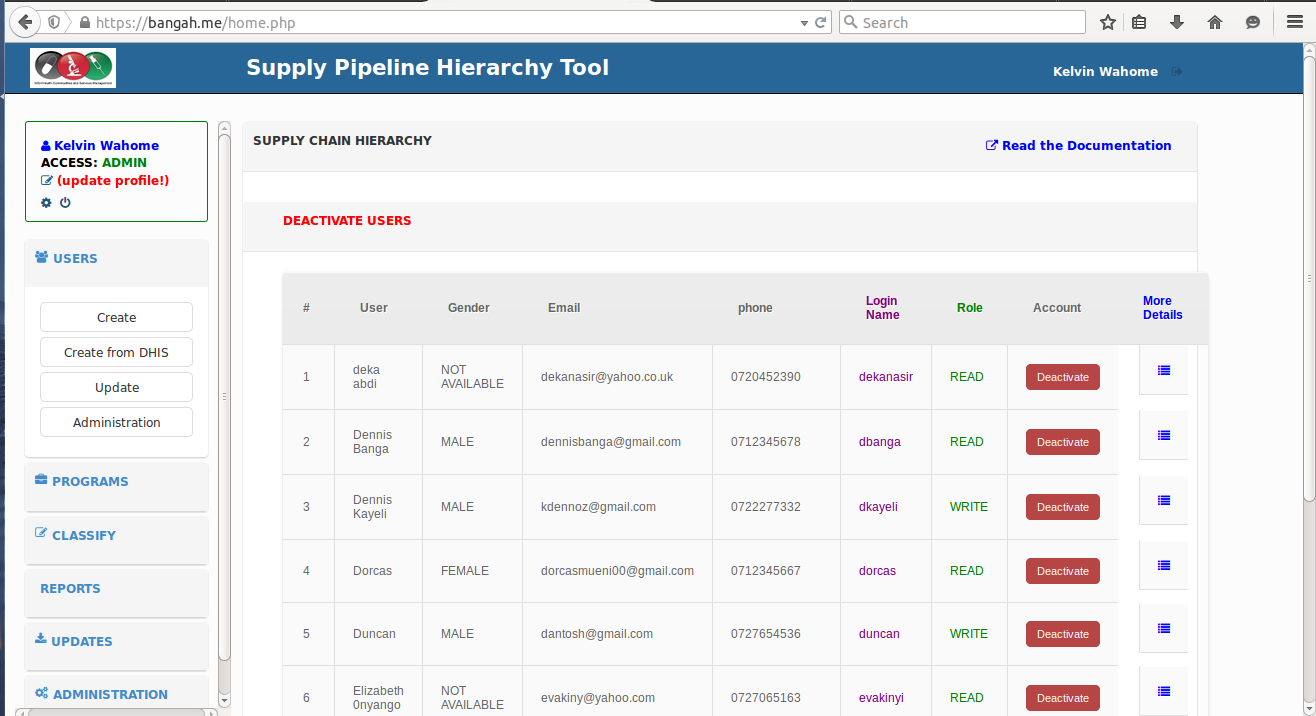 https://bangah.me/home.php
Search
Supply Pipeline Hierarchy Tool
Kelvin Wahome
Kelvin Wahome
ACCESS: ADMIN
(update profile!)
USERS
Create
Create from DHIS
Update
Administration
PROGRAMS
CLASSIFY
REPORTS
UPDATES
ADMINISTRATION
SUPPLY CHAIN HIERARCHY
Read the Documentation
DEACTIVATE USERS
# User Gender Email phone Login Name Role Account More Details
1 deka abdi NOT AVAILABLE dekanasir@yahoo.co.uk 0720452390 dekanasir READ Deactivate
2 Dennis Banga MALE dennisbanga@gmail.com 0712345678 dbanga READ Deactivate
3 Dennis Kayeli MALE kdennoz@gmail.com 0722277332 dkayeli WRITE Deactivate
4 Dorcas FEMALE dorcasmueni00@gmail.com 0712345667 dorcas READ Deactivate
5 Duncan MALE dantosh@gmail.com 0727654536 duncan WRITE Deactivate
6 Elizabeth 0nyango NOT AVAILABLE evakiny@yahoo.com 0727065163 evakinyi READ Deactivate